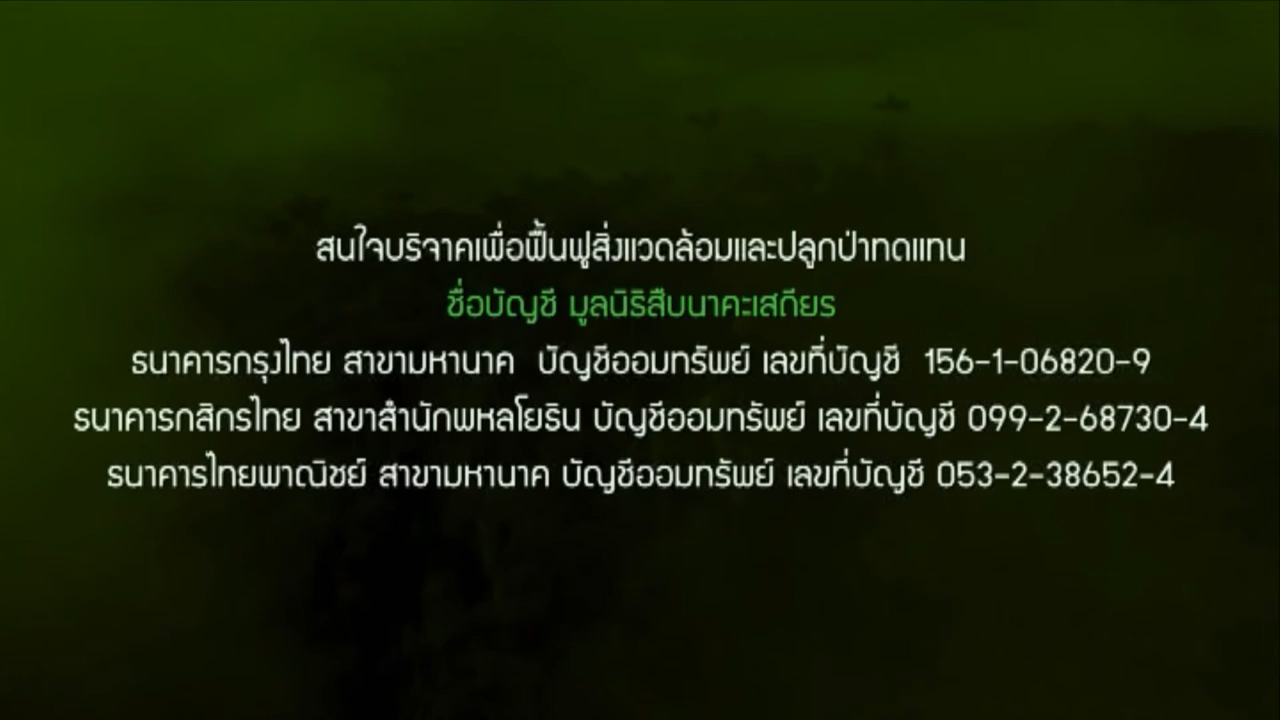 สนใจบริจาคเพื่อฟื้นฟูสิ่งแวดล้อมและปลูกป่าทดแทน
ชื่อบัญชี มูลนิธิสืบนาคะเสถียร
ธนาคารกรุงไทย สาขามหานาค บัญชีออมทรัพย์ เลขที่บัญชี 156-1-06820-9
ธนาคารกสิกรไทย สาขาสำนักพหลโยธิน บัญชีออมทรัพย์ เลขที่บัญชี 099-2-68730-4
ธนาคารไทยพาณิชย์ สาขามหานาค บัญชีออมทรัพย์ เลขที่บัญชี 053-2-38652-4